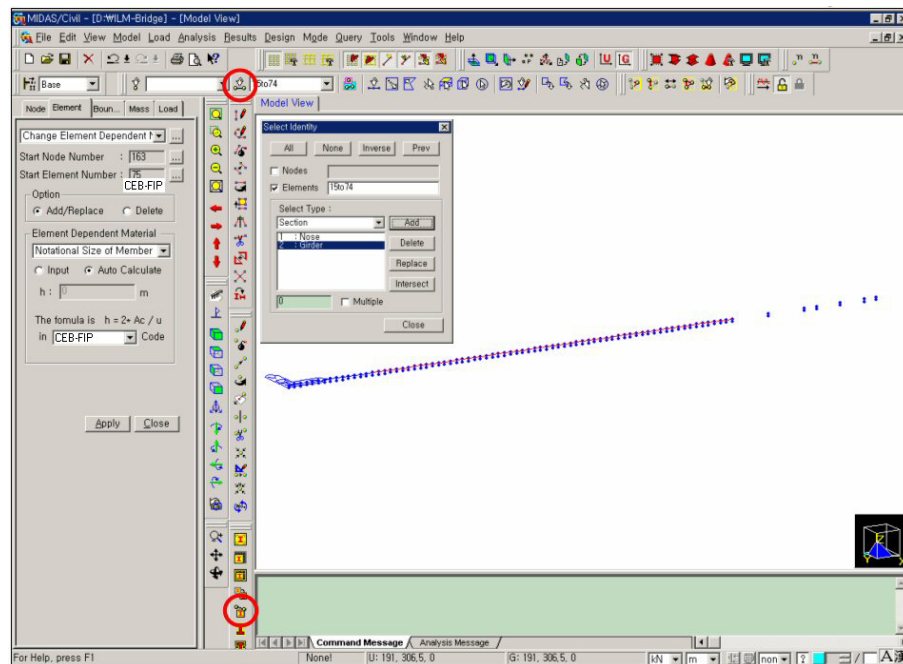 MIDAS/Civil - [D:₩ILM-Bridge] - [Model View]
File Edit View Model Load Analysis Results Design Mode Query Tools Window Help
Base
5to74
Node Element Boun... Mass Load
Model View
Change Element Dependent M
Start Node Number : 163 ...
Start Element Number : 75 ...
CEB-FIP
Option
Add/Replace Delete
Element Dependent Material
Notational Size of Member
Input Auto Calculate
h : 0 m
The fomula is h = 2* Ac / u
in CEB-FIP Code
Apply Close
Select Identity
All None Inverse Prev
Nodes
Elements 15to74
Select Type :
Section Add
1 : Nose
2 : Girder
Delete
Replace
Intersect
0 Multiple
Close
Command Message / Analysis Message /
For Help, press F1
None! U: 191, 306,5, 0 G: 191, 306,5, 0 kN m non ? A